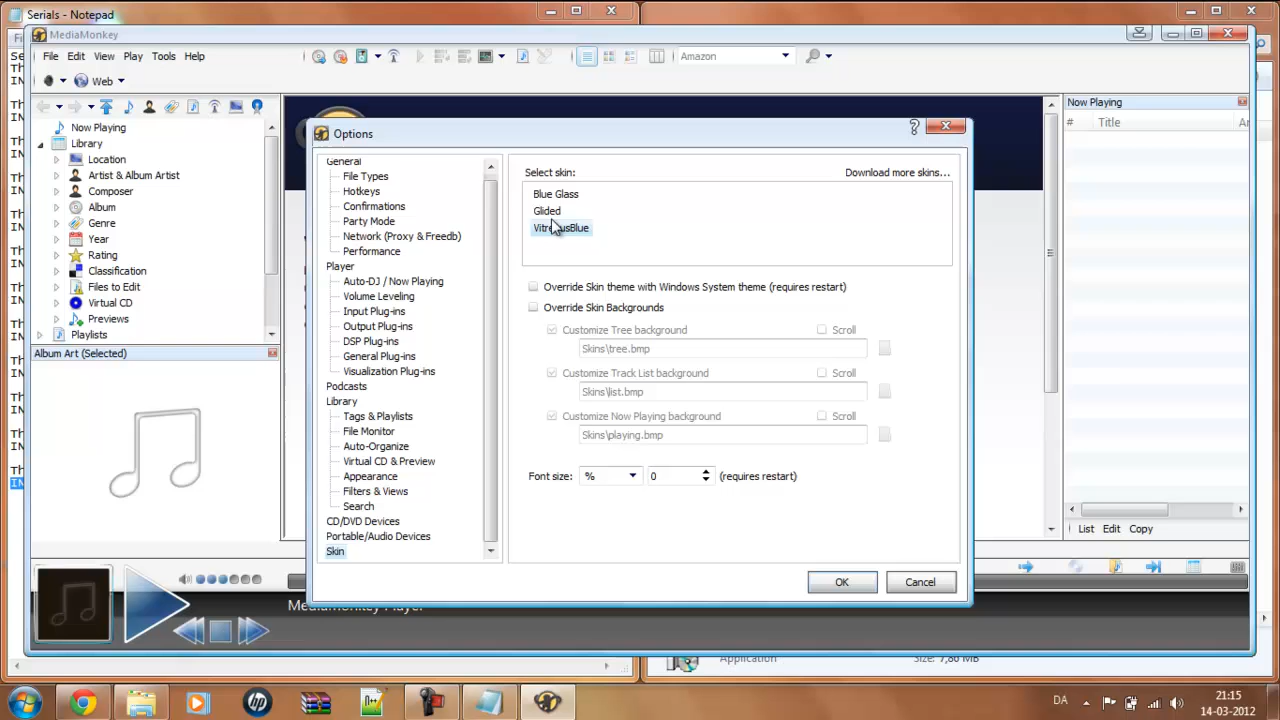 Serials - Notepad
MediaMonkey
File Edit View Play Tools Help
Amazon
Web
Now Playing
Library
Location
Artist & Album Artist
Composer
Album
Genre
Year
Rating
Classification
Files to Edit
Virtual CD
Previews
Playlists
Album Art (Selected)
Options
General
File Types
Hotkeys
Confirmations
Party Mode
Network (Proxy & Freedb)
Performance
Player
Auto-DJ / Now Playing
Volume Leveling
Input Plug-ins
Output Plug-ins
DSP Plug-ins
General Plug-ins
Visualization Plug-ins
Podcasts
Library
Tags & Playlists
File Monitor
Auto-Organize
Virtual CD & Preview
Appearance
Filters & Views
Search
CD/DVD Devices
Portable/Audio Devices
Skin
Select skin: Download more skins...
Blue Glass
Glided
VitreousBlue
Override Skin theme with Windows System theme (requires restart)
Override Skin Backgrounds
Customize Tree background Scroll
Skins\tree.bmp
Customize Track List background Scroll
Skins\list.bmp
Customize Now Playing background Scroll
Skins\playing.bmp
Font size: % 0 (requires restart)
OK Cancel
Now Playing
# Title
List Edit Copy
MediaMonkey Player
Application Size: 7,80 MB
DA
21:15
14-03-2012